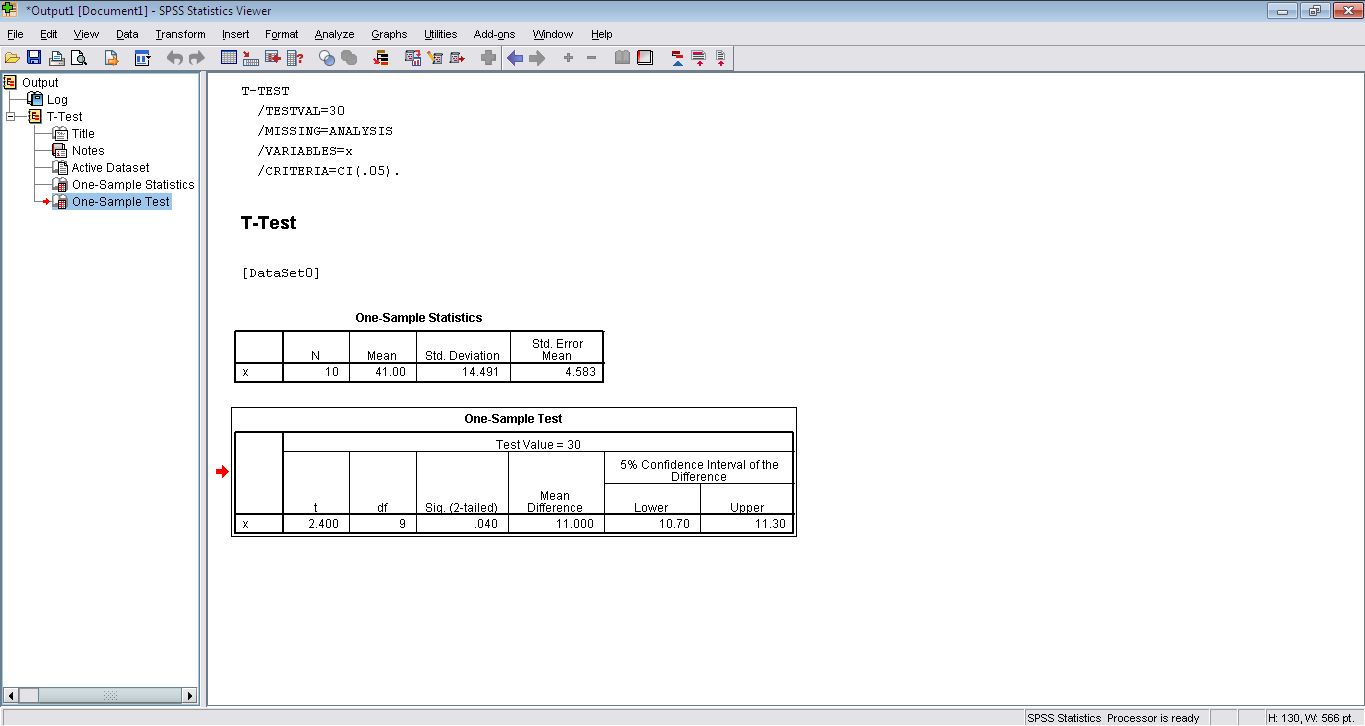 *Output1 [Document1] - SPSS Statistics Viewer
File Edit View Data Transform Insert Format Analyze Graphs Utilities Add-ons Window Help
Output
Log
T-Test
Title
Notes
Active Dataset
One-Sample Statistics
One-Sample Test
T-TEST
/TESTVAL=30
/MISSING=ANALYSIS
/VARIABLES=x
/CRITERIA=CI(.05).
T-Test
[DataSet0]
One-Sample Statistics
N Mean Std. Deviation Std. Error Mean
x 10 41.00 14.491 4.583
One-Sample Test
Test Value = 30
5% Confidence Interval of the Difference
t df Sig. (2-tailed) Mean Difference Lower Upper
x 2.400 9 .040 11.000 10.70 11.30
SPSS Statistics Processor is ready
H: 130, W: 566 pt.